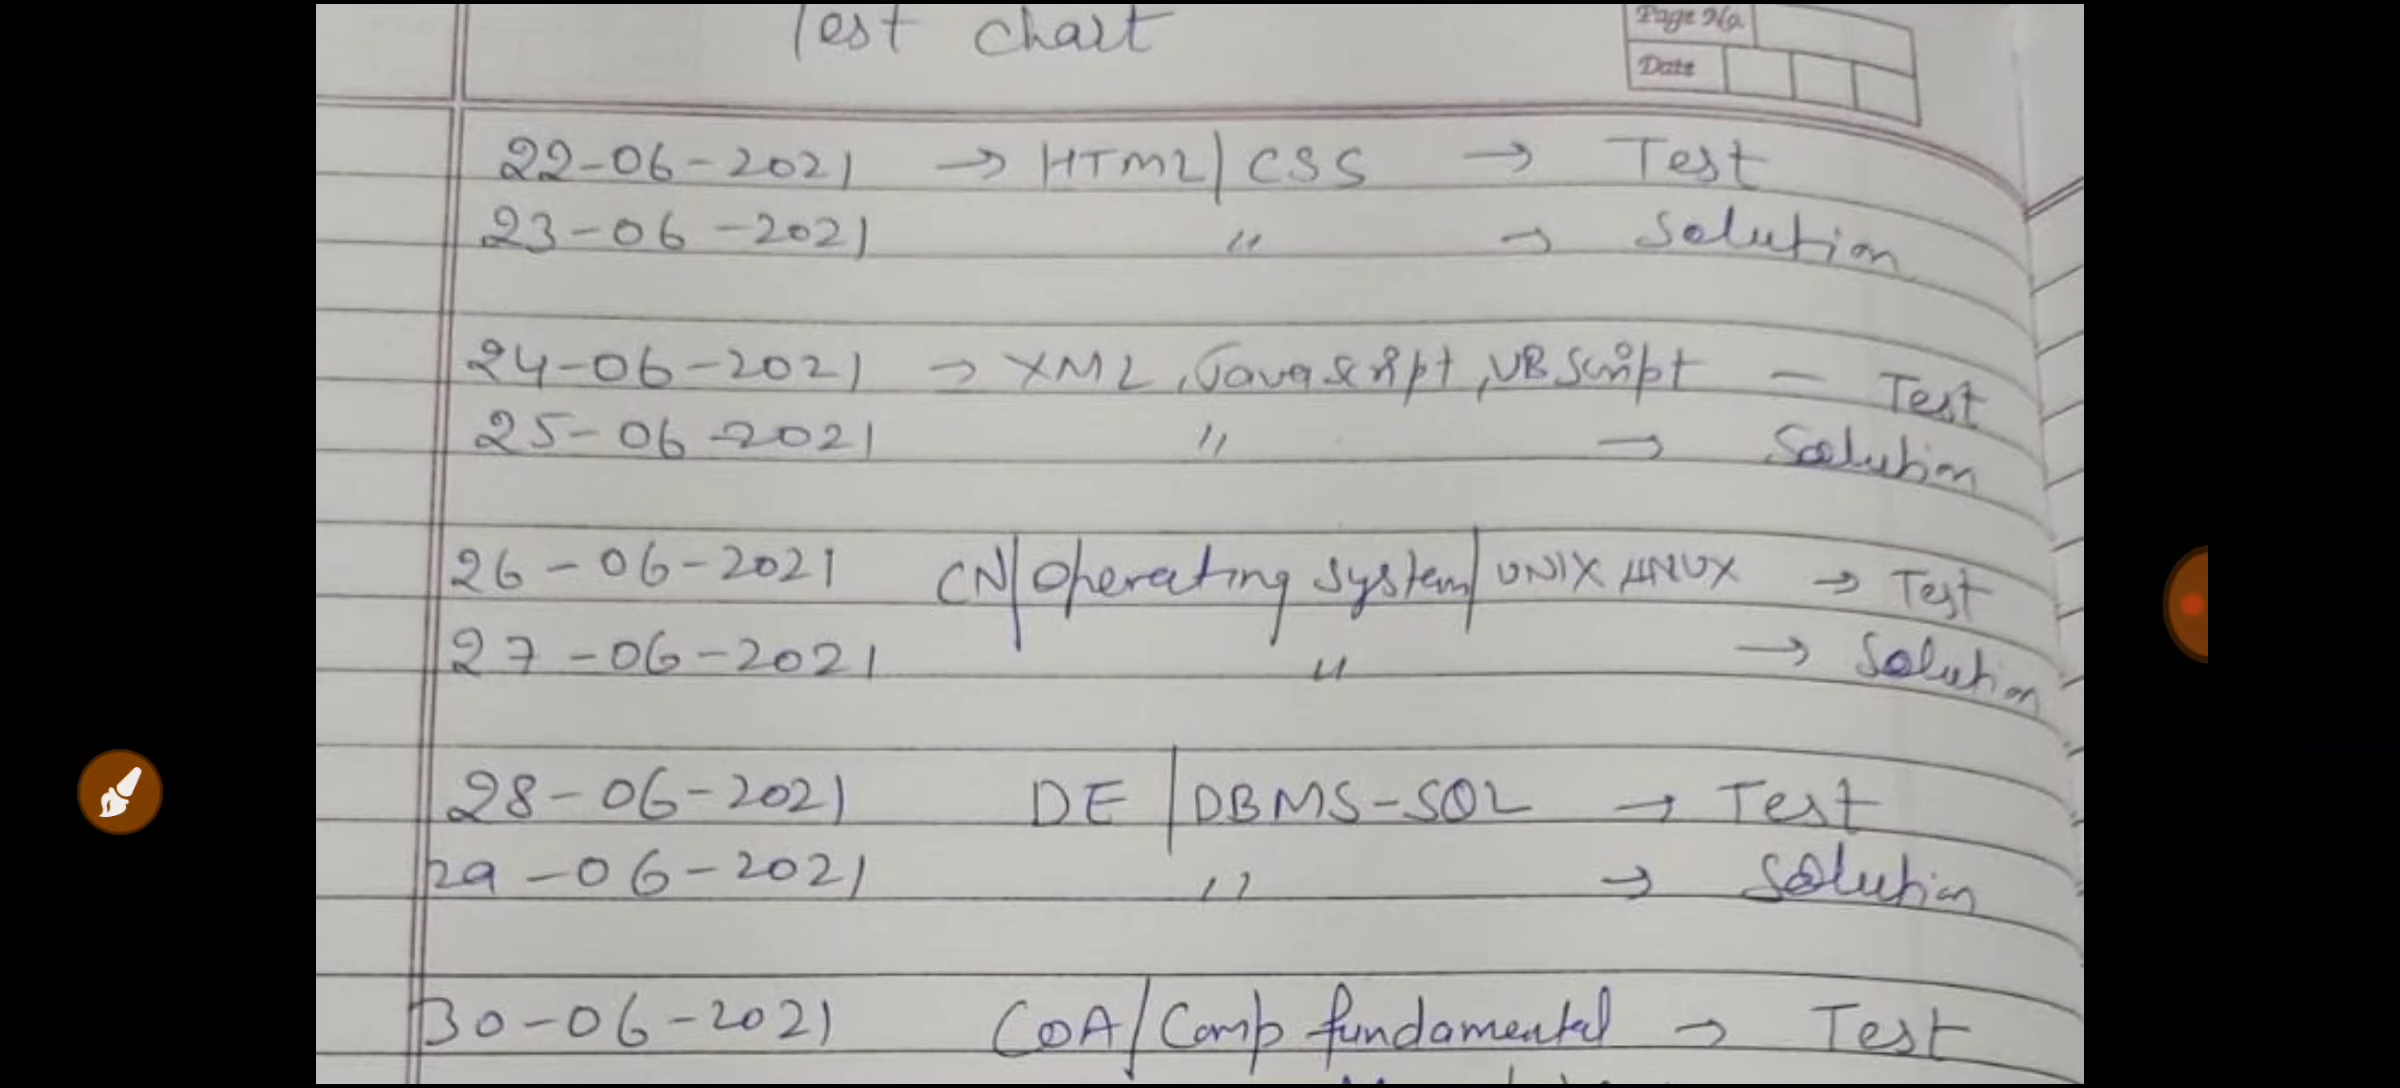 Test chart
Page No.
Date
22-06-2021 → HTML/CSS → Test
23-06-2021 " → Solution
24-06-2021 → XML, Javascript, VBScript – Test
25-06-2021 " → Solution
26-06-2021 CN/Operating System/UNIX LINUX → Test
27-06-2021 " → Solution
28-06-2021 DE/DBMS-SQL → Test
29-06-2021 " → Solution
30-06-2021 COA/Comp fundamental → Test